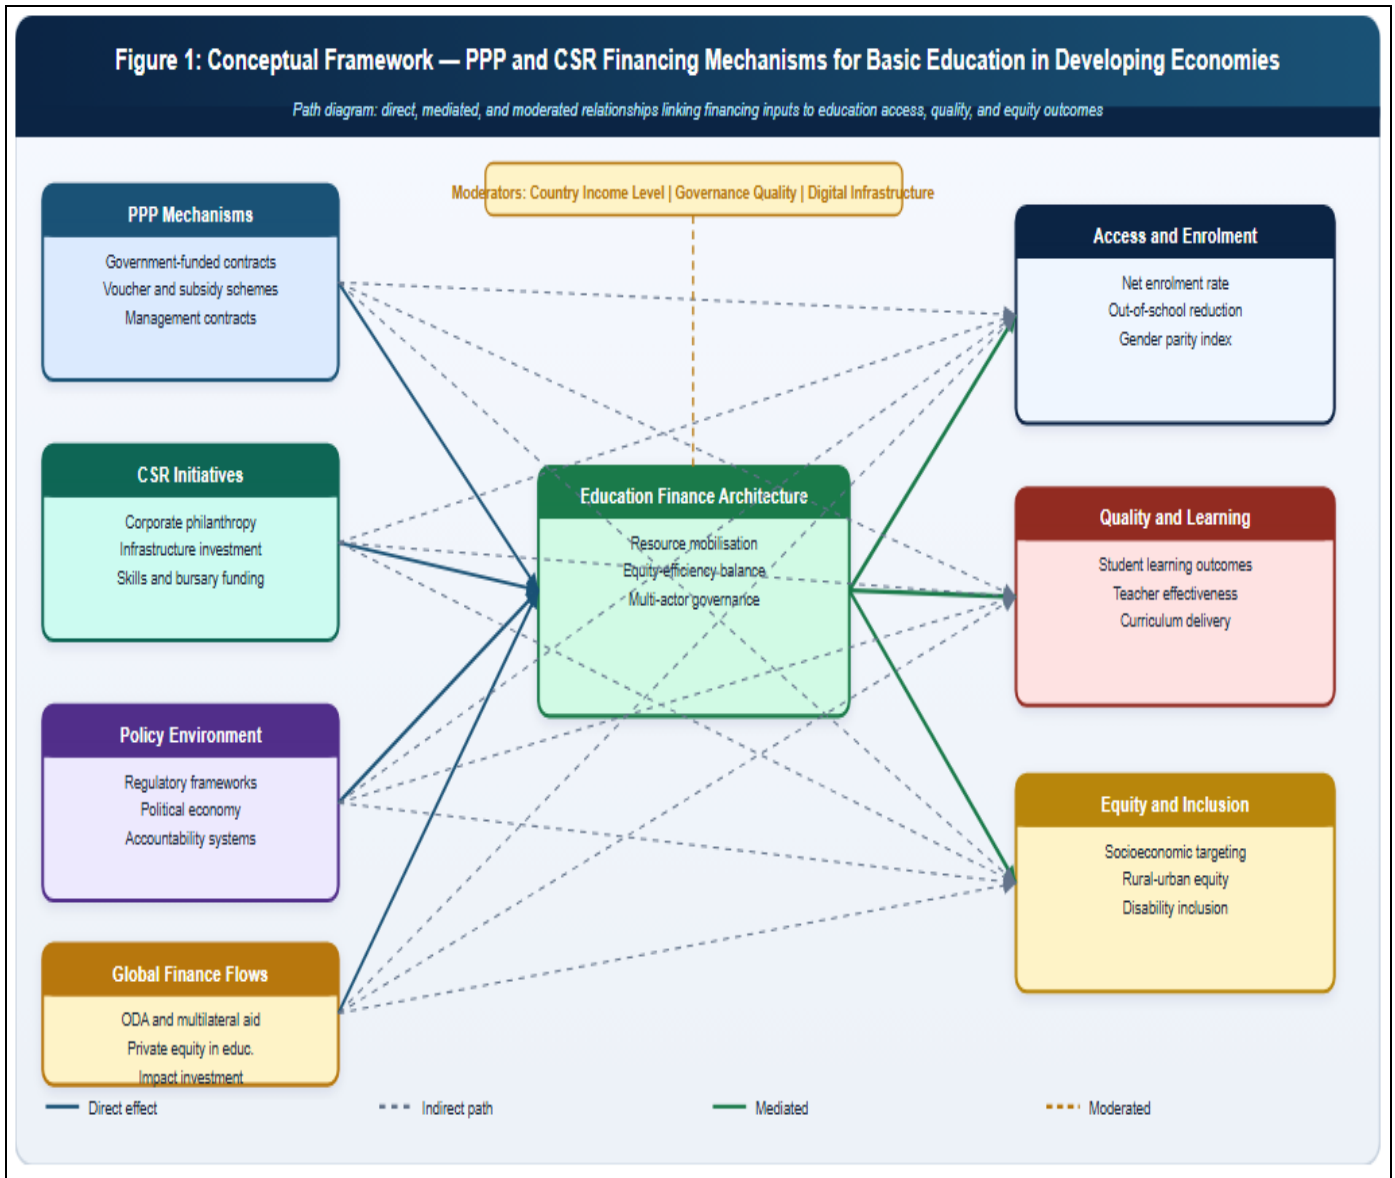 Figure 1: Conceptual Framework — PPP and CSR Financing Mechanisms for Basic Education in Developing Economies
Path diagram: direct, mediated, and moderated relationships linking financing inputs to education access, quality, and equity outcomes
Moderators: Country Income Level | Governance Quality | Digital Infrastructure
PPP Mechanisms
Government-funded contracts
Voucher and subsidy schemes
Management contracts
CSR Initiatives
Corporate philanthropy
Infrastructure investment
Skills and bursary funding
Policy Environment
Regulatory frameworks
Political economy
Accountability systems
Global Finance Flows
ODA and multilateral aid
Private equity in educ.
Impact investment
Education Finance Architecture
Resource mobilisation
Equity-efficiency balance
Multi-actor governance
Access and Enrolment
Net enrolment rate
Out-of-school reduction
Gender parity index
Quality and Learning
Student learning outcomes
Teacher effectiveness
Curriculum delivery
Equity and Inclusion
Socioeconomic targeting
Rural-urban equity
Disability inclusion
Direct effect
Indirect path
Mediated
Moderated